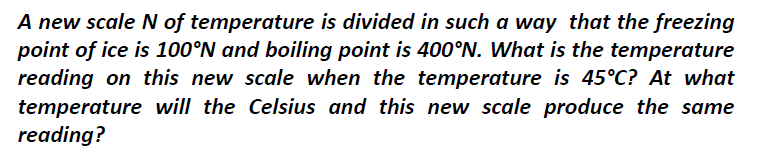 A new scale N of temperature is divided in such a way that the freezing
point of ice is 100°N and boiling point is 400°N. What is the temperature
reading on this new scale when the temperature is 45°C? At what
temperature will the Celsius and this new scale produce the same
reading?